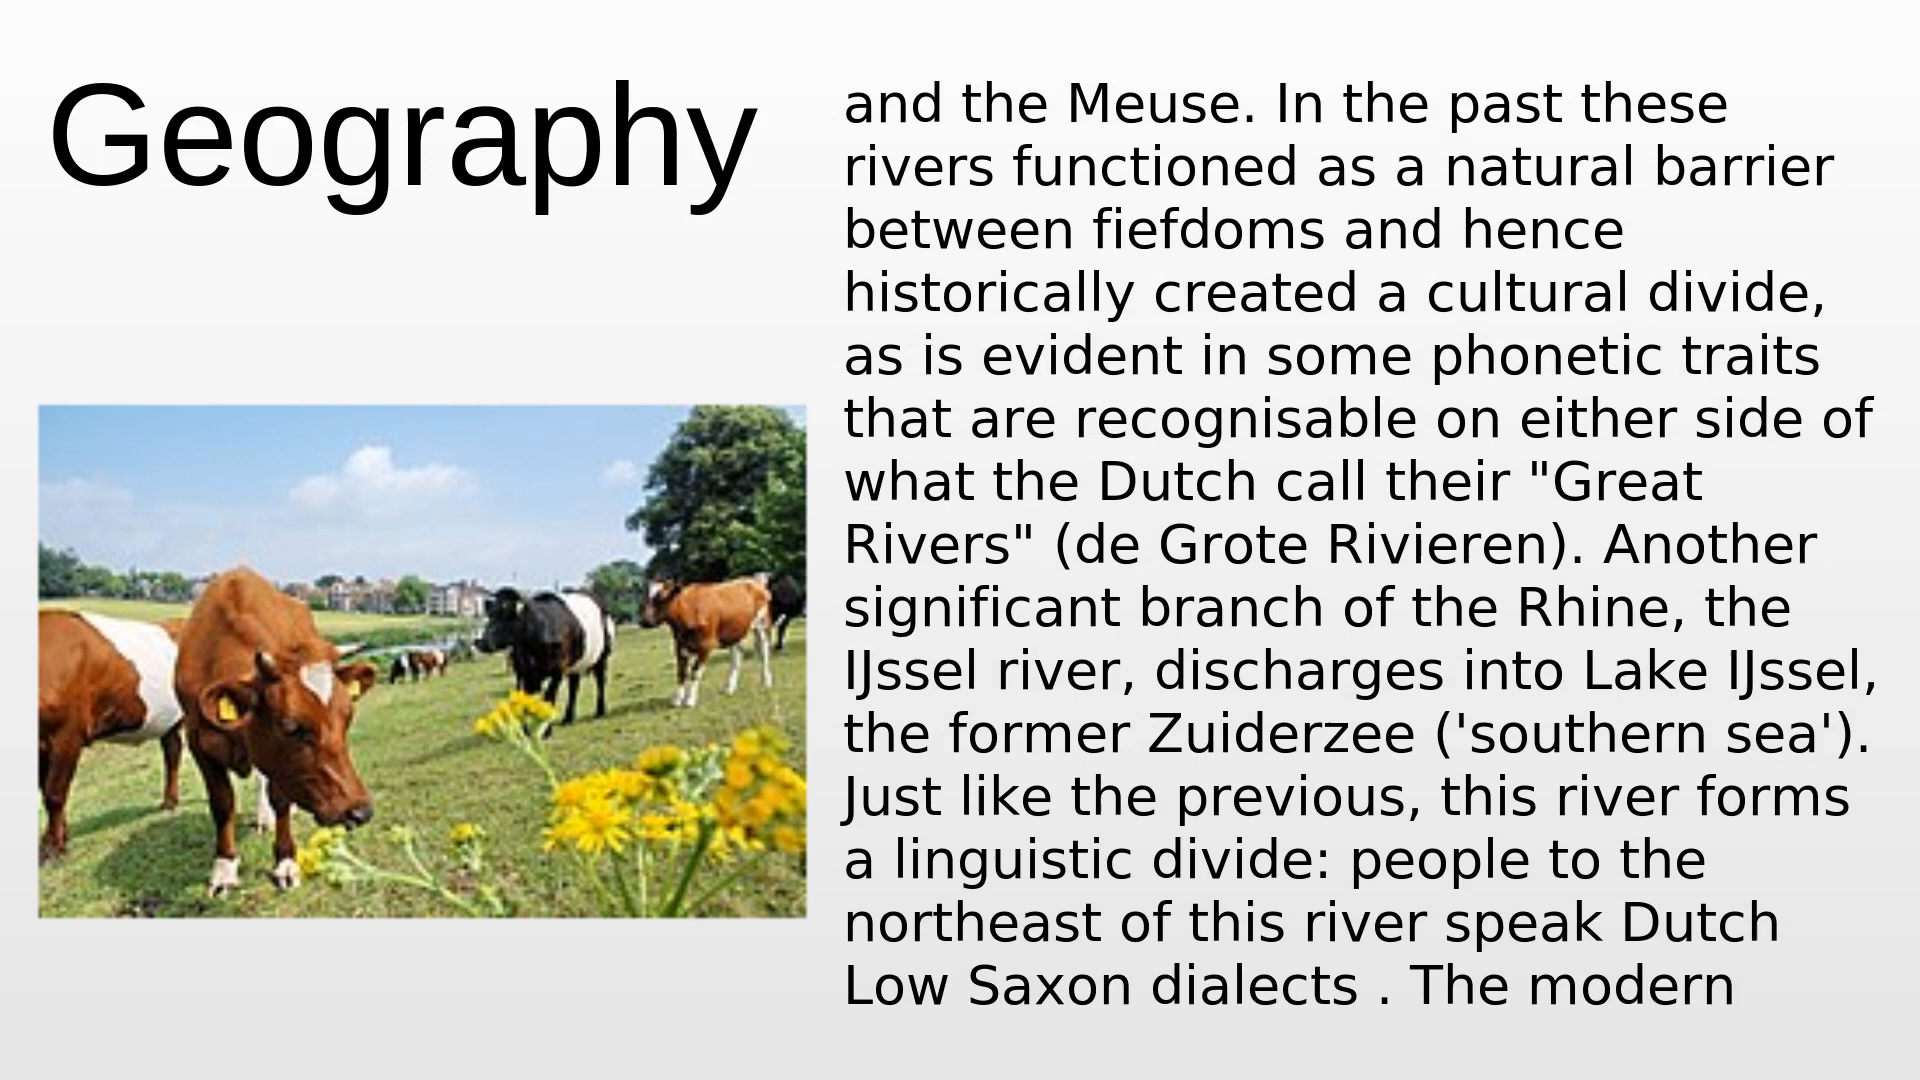 Geography
and the Meuse. In the past these
rivers functioned as a natural barrier
between fiefdoms and hence
historically created a cultural divide,
as is evident in some phonetic traits
that are recognisable on either side of
what the Dutch call their "Great
Rivers" (de Grote Rivieren). Another
significant branch of the Rhine, the
IJssel river, discharges into Lake IJssel,
the former Zuiderzee ('southern sea').
Just like the previous, this river forms
a linguistic divide: people to the
northeast of this river speak Dutch
Low Saxon dialects . The modern